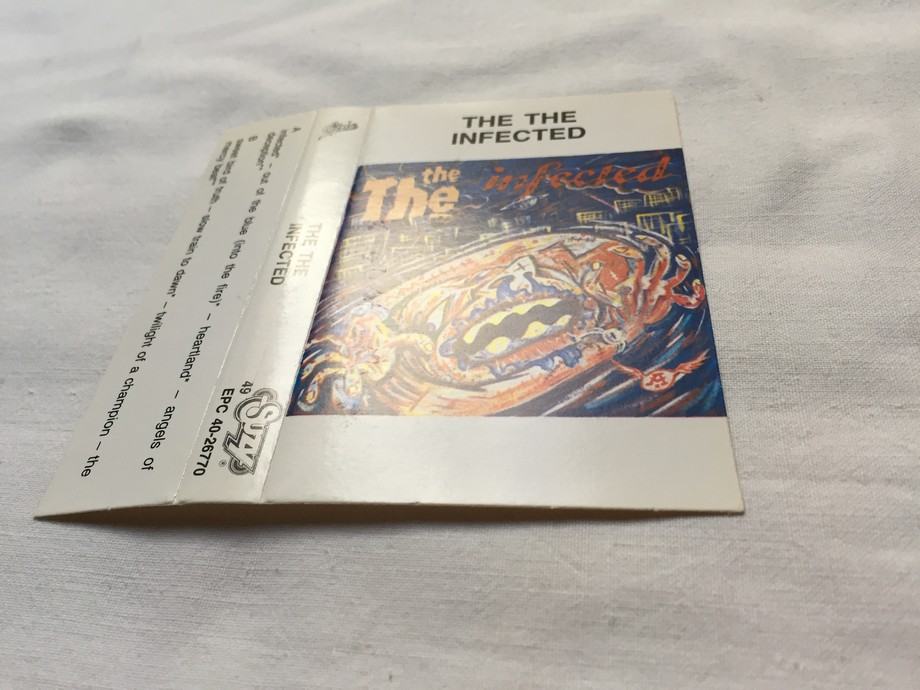 THE THE
INFECTED
the
The
infected
THE THE
INFECTED
49
SUZY
EPC 40-26770
A
infected* – out of the blue (into the fire)* – heartland* – angels of
deception*
B
sweet bird of truth – slow train to dawn* – twilight of a champion – the
mercy beat*